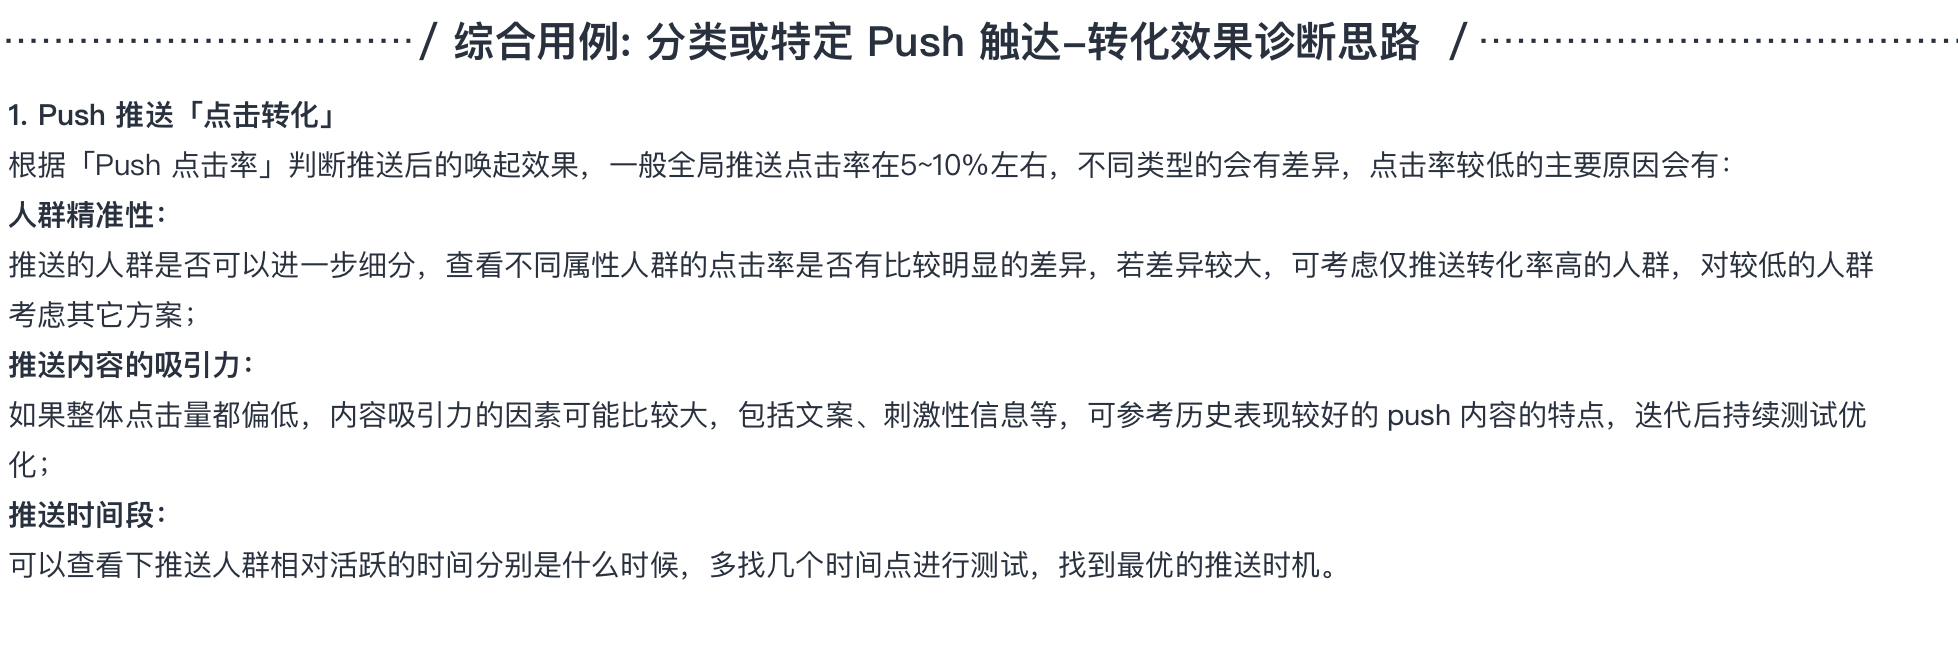 / 综合用例: 分类或特定 Push 触达–转化效果诊断思路 /
1. Push 推送「点击转化」
根据「Push 点击率」判断推送后的唤起效果，一般全局推送点击率在5~10%左右，不同类型的会有差异，点击率较低的主要原因会有：
人群精准性：
推送的人群是否可以进一步细分，查看不同属性人群的点击率是否有比较明显的差异，若差异较大，可考虑仅推送转化率高的人群，对较低的人群
考虑其它方案；
推送内容的吸引力：
如果整体点击量都偏低，内容吸引力的因素可能比较大，包括文案、刺激性信息等，可参考历史表现较好的 push 内容的特点，迭代后持续测试优
化；
推送时间段：
可以查看下推送人群相对活跃的时间分别是什么时候，多找几个时间点进行测试，找到最优的推送时机。